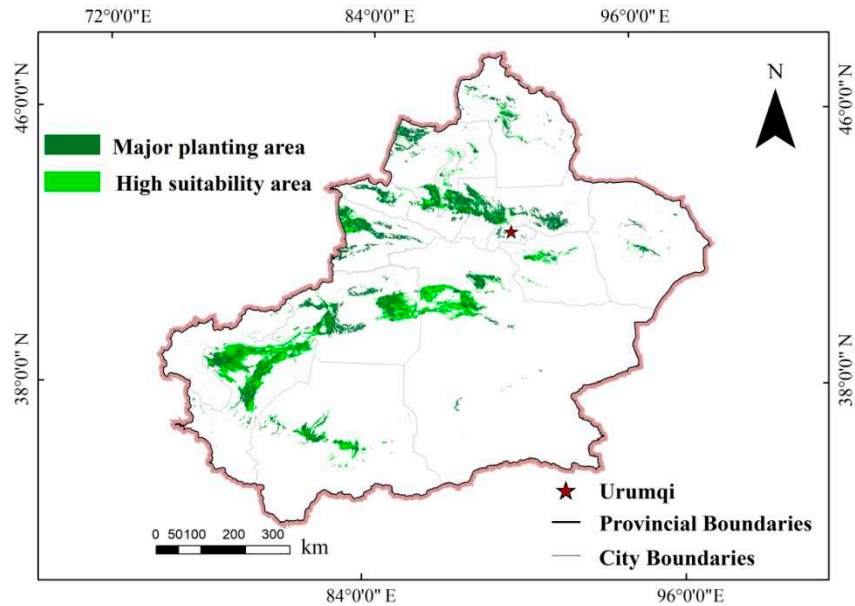 72°0'0"E 84°0'0"E 96°0'0"E
46°0'0"N 46°0'0"N
N
Major planting area
High suitability area
38°0'0"N 38°0'0"N
Urumqi
Provincial Boundaries
City Boundaries
0 50100 200 300
km
84°0'0"E 96°0'0"E